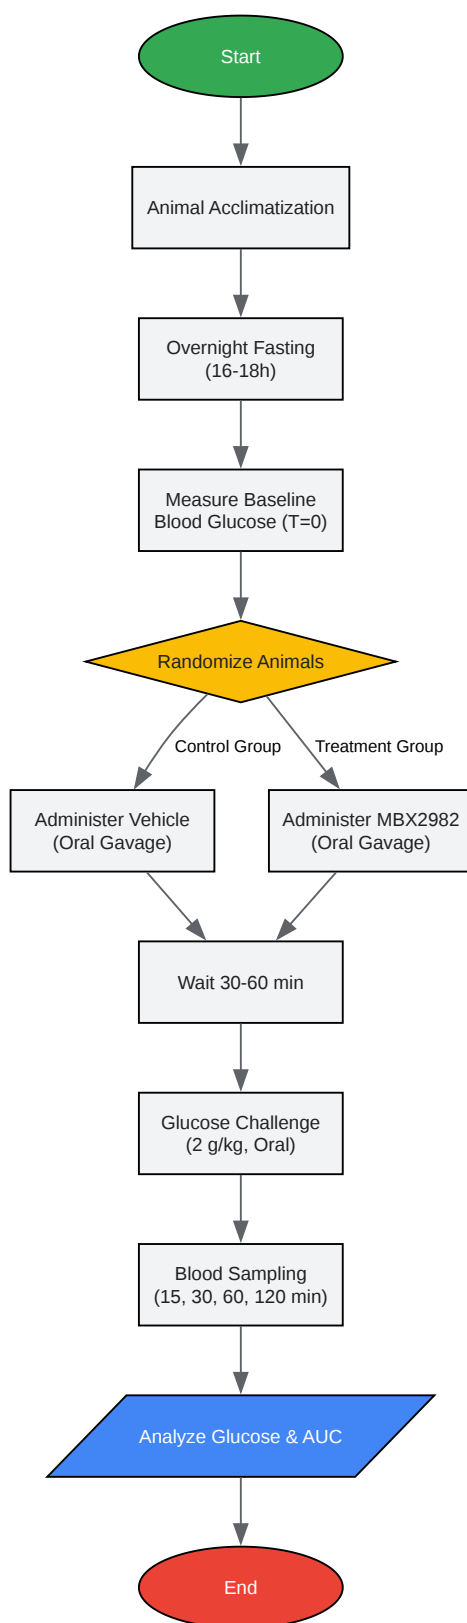 Start
Animal Acclimatization
Overnight Fasting
(16-18h)
Measure Baseline
Blood Glucose (T=0)
Randomize Animals
Control Group
Treatment Group
Administer Vehicle
(Oral Gavage)
Administer MBX2982
(Oral Gavage)
Wait 30-60 min
Glucose Challenge
(2 g/kg, Oral)
Blood Sampling
(15, 30, 60, 120 min)
Analyze Glucose & AUC
End